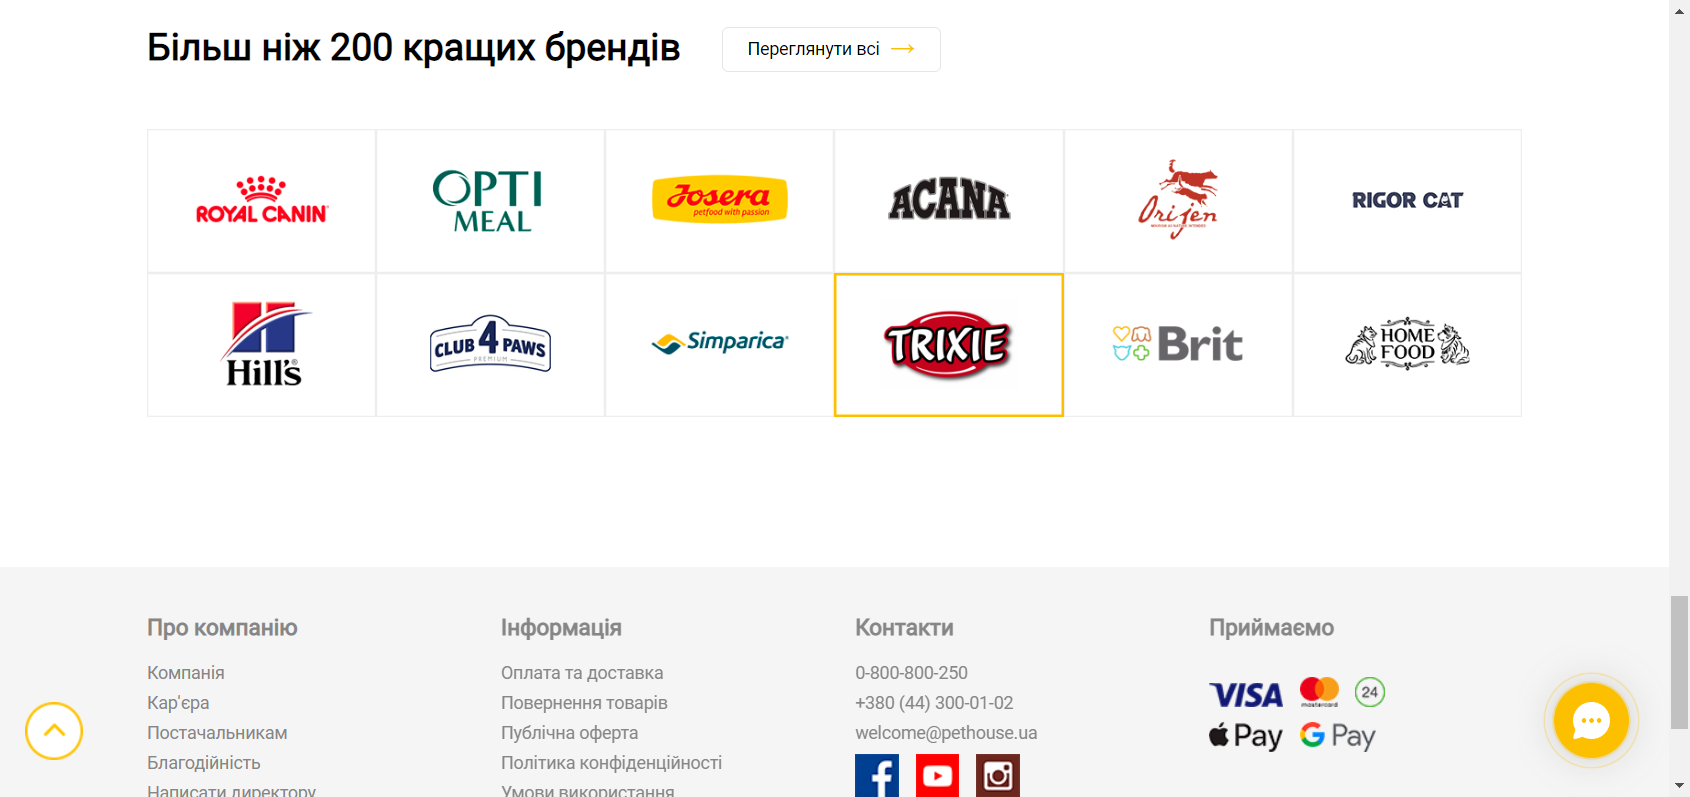 Більш ніж 200 кращих брендів
Переглянути всі →
ROYAL CANIN
OPTI MEAL
Josera petfood with passion
ACANA
Orijen
RIGOR CAT
Hill's
CLUB 4 PAWS PREMIUM
Simparica
TRIXIE
Brit
HOME FOOD
Про компанію
Компанія
Кар'єра
Постачальникам
Благодійність
Написати директору
Інформація
Оплата та доставка
Повернення товарів
Публічна оферта
Політика конфіденційності
Умови використання
Контакти
0-800-800-250
+380 (44) 300-01-02
welcome@pethouse.ua
Приймаємо
VISA mastercard 24
Pay G Pay